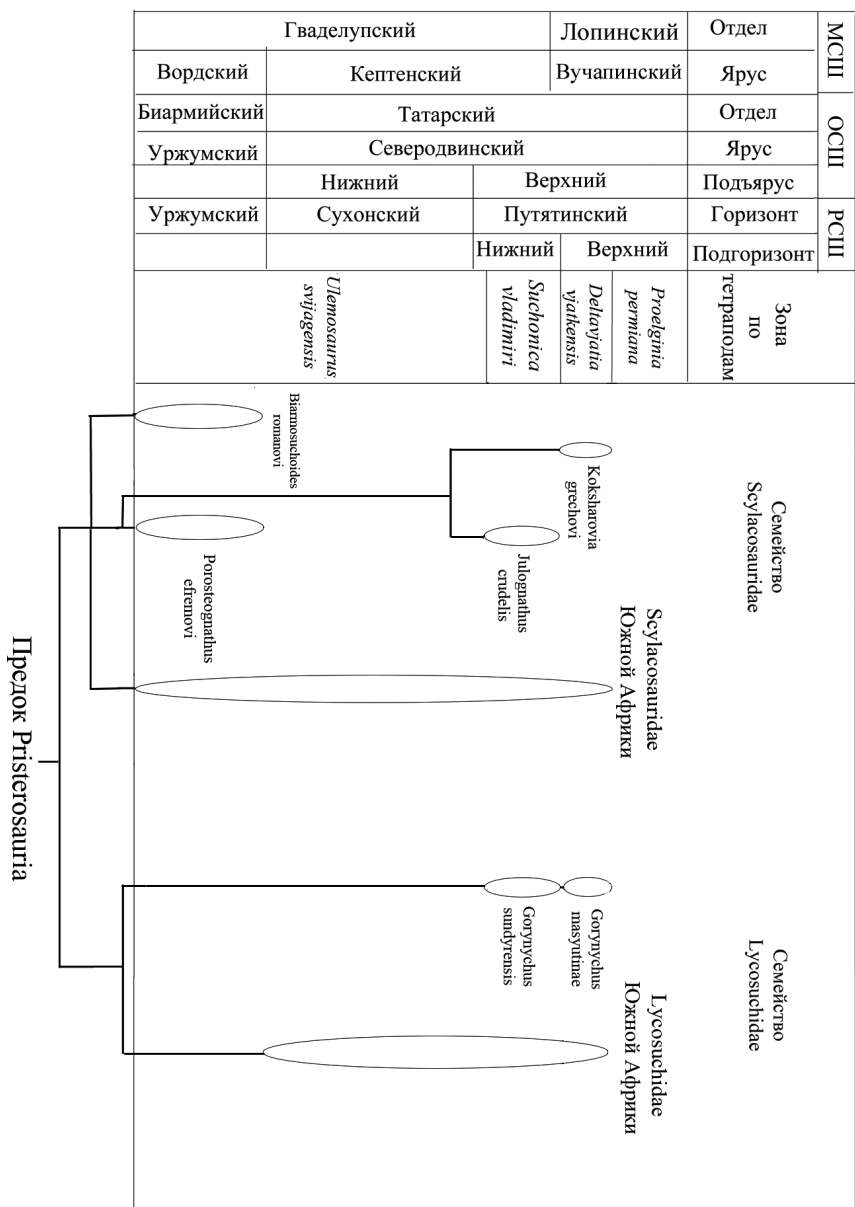 МСШ
Отдел
Лопинский
Гваделупский
Ярус
Вучапинский
Кептенский
Вордский
ОСШ
Отдел
Татарский
Биармийский
Ярус
Северодвинский
Уржумский
Подъярус
Верхний
Нижний
РСШ
Горизонт
Путятинский
Сухонский
Уржумский
Подгоризонт
Верхний
Нижний
Зона
по
тетраподам
Proelginia
permiana
Deltavjatia
vjatkensis
Suchonica
vladimiri
Ulemosaurus
svijagensis
Семейство
Scylacosauridae
Семейство
Lycosuchidae
Koksharovia
grechovi
Julognathus
crudelis
Biarmosuchoides
romanovi
Porosteognathus
efremovi
Scylacosauridae
Южной Африки
Gorynychus
masyutinae
Gorynychus
sundyrensis
Lycosuchidae
Южной Африки
Предок Pristerosauria